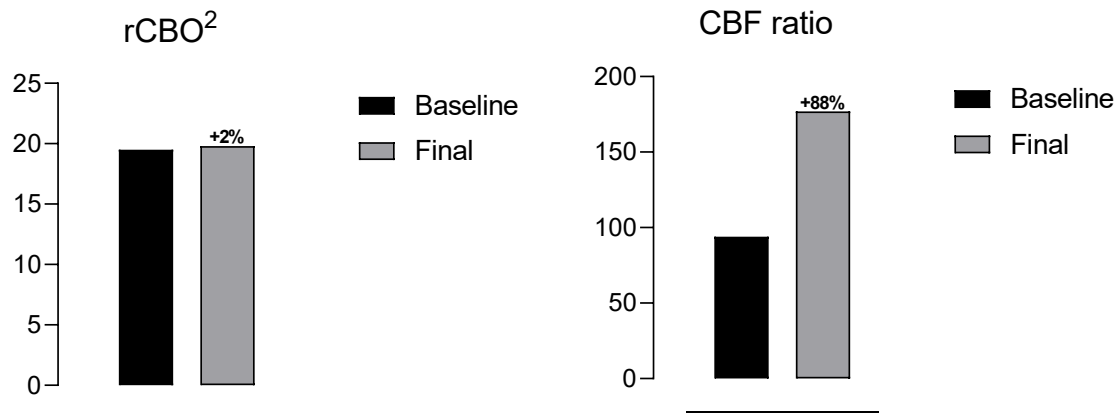 rCBO²
25
20
15
10
5
0
+2%
Baseline
Final
CBF ratio
200
150
100
50
0
+88%
Baseline
Final